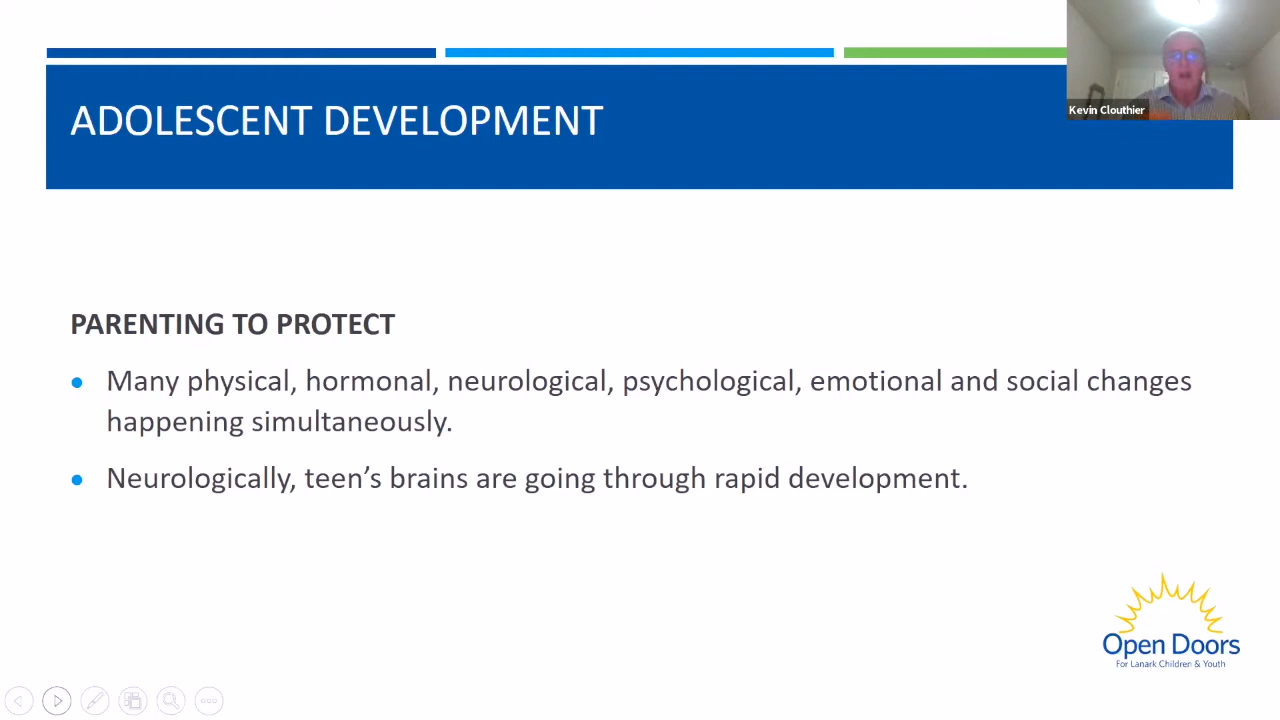 Kevin Clouthier
ADOLESCENT DEVELOPMENT
PARENTING TO PROTECT
Many physical, hormonal, neurological, psychological, emotional and social changes
happening simultaneously.
Neurologically, teen’s brains are going through rapid development.
Open Doors
For Lanark Children & Youth